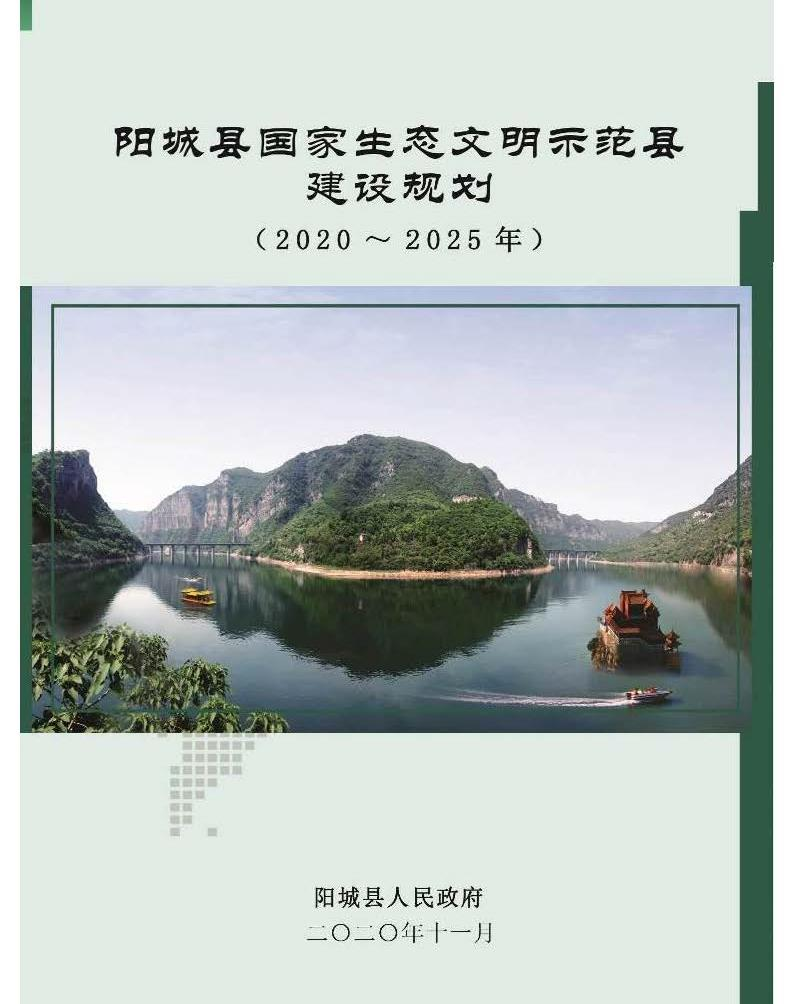 阳城县国家生态文明示范县
建设规划
（2020～2025年）
阳城县人民政府
二〇二〇年十一月